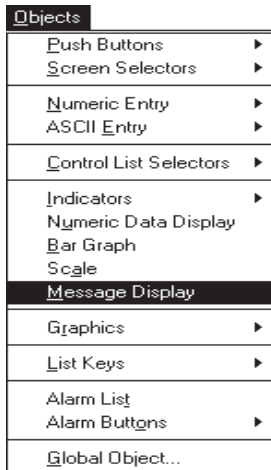 Objects
Push Buttons
Screen Selectors
Numeric Entry
ASCII Entry
Control List Selectors
Indicators
Numeric Data Display
Bar Graph
Scale
Message Display
Graphics
List Keys
Alarm List
Alarm Buttons
Global Object...